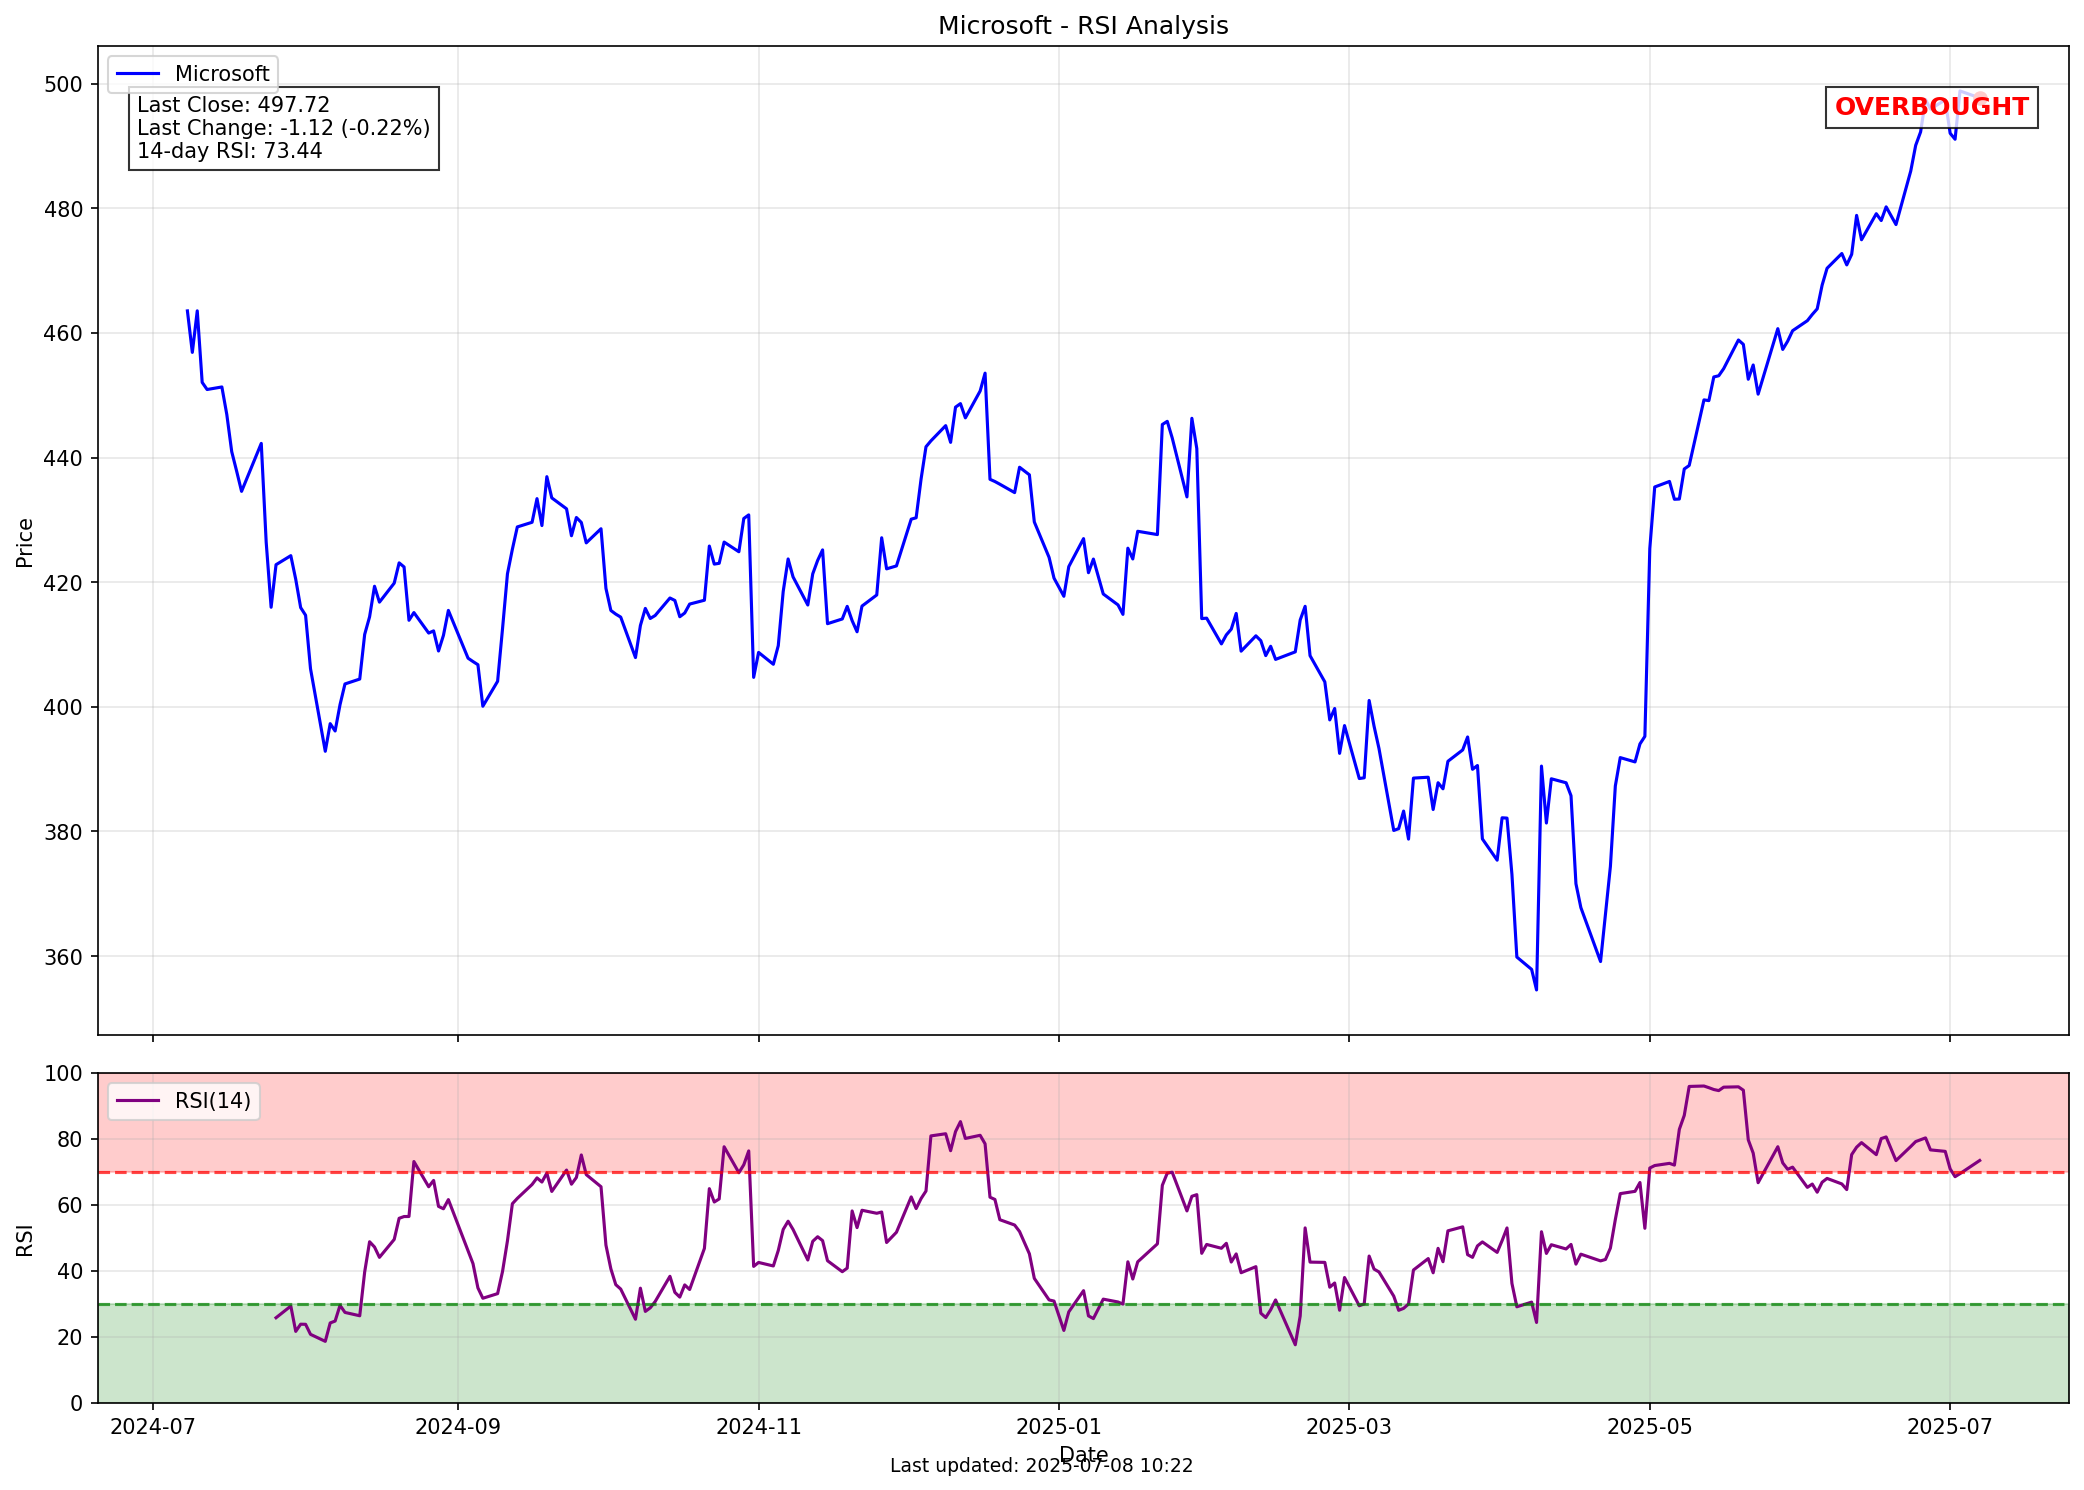 Microsoft - RSI Analysis
Microsoft
Last Close: 497.72
Last Change: -1.12 (-0.22%)
14-day RSI: 73.44
OVERBOUGHT
Price
500
480
460
440
420
400
380
360
RSI(14)
RSI
100
80
60
40
20
0
2024-07
2024-09
2024-11
2025-01
2025-03
2025-05
2025-07
Date
Last updated: 2025-07-08 10:22